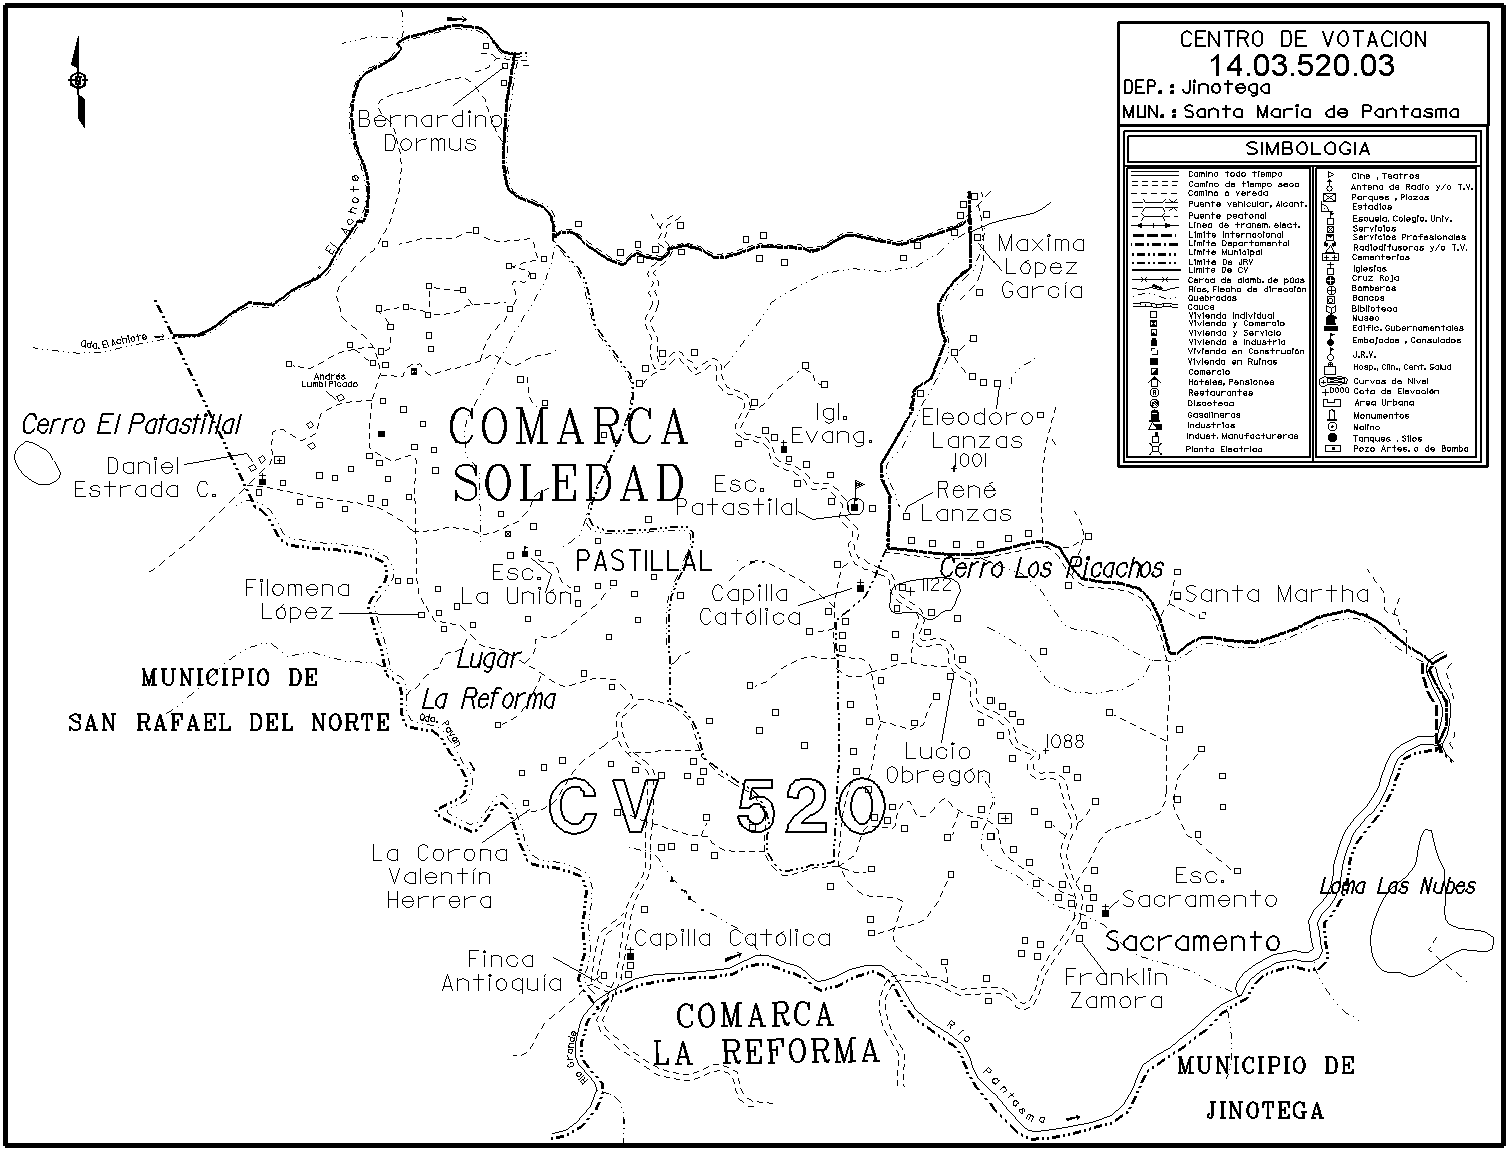 CENTRO DE VOTACION
14.03.520.03
DEP.: Jinotega
MUN.: Santa Maria de Pantasma
SIMBOLOGIA
Camino todo tiempo
Camino de tiempo seco
Camino o vereda
Puente vehicular, Alcant.
Puente peatonal
Linea de transm. elect.
Limite Internacional
Limite Departamental
Limite Municipal
Limite De JRV
Limite De CV
Cerca de alamb. de púas
Ríos, Flecha de dirección
Quebradas
Cauce
Vivienda Individual
Vivienda y Comercio
Vivienda y Servicio
Vivienda e Industria
Vivienda en Construción
Vivienda en Ruinas
Comercio
Hoteles, Pensiones
Restaurantes
Discoteca
Gasolineras
Industrias
Indust. Manufactureras
Planta Electrica
Cine , Teatros
Antena de Radio y/o T.V.
Parques , Plazas
Estadios
Escuela, Colegio, Univ.
Servicios
Servicios Profesionales
Radiodifusoras y/o T.V.
Cementerios
Iglesias
Cruz Roja
Bomberos
Bancos
Biblioteca
Museo
Edific. Gubernamentales
Embajadas , Consulados
J.R.V.
Hosp., Clin., Cent. Salud
Curvas de Nivel
0000 Cota de Elevación
Area Urbana
Monumentos
Molino
Tanques , Silos
Pozo Artes. o de Bomba
Bernardino
Dormus
El Achote
Qda. El Achiote
Maxima
López
García
Andrés
Lumbi Picado
Cerro El Patastillal
Daniel
Estrada C.
COMARCA
SOLEDAD
Igl.
Evang.
Eleodoro
Lanzas
1001
Esc.
Patastilal
René
Lanzas
PASTILLAL
Esc.
La Unión
Cerro Los Ricachos
1122
Capilla
Católica
Santa Martha
Filomena
López
Lugar
La Reforma
MUNICIPIO DE
SAN RAFAEL DEL NORTE
Qda. Pavan
Lucio
Obregón
1088
CV 520
La Corona
Valentín
Herrera
Esc.
Sacramento
Loma Las Nubes
Capilla Católica
Sacramento
Finca
Antioquía
Franklin
Zamora
COMARCA
LA REFORMA
Río Grande
Río Pantasma
MUNICIPIO DE
JINOTEGA